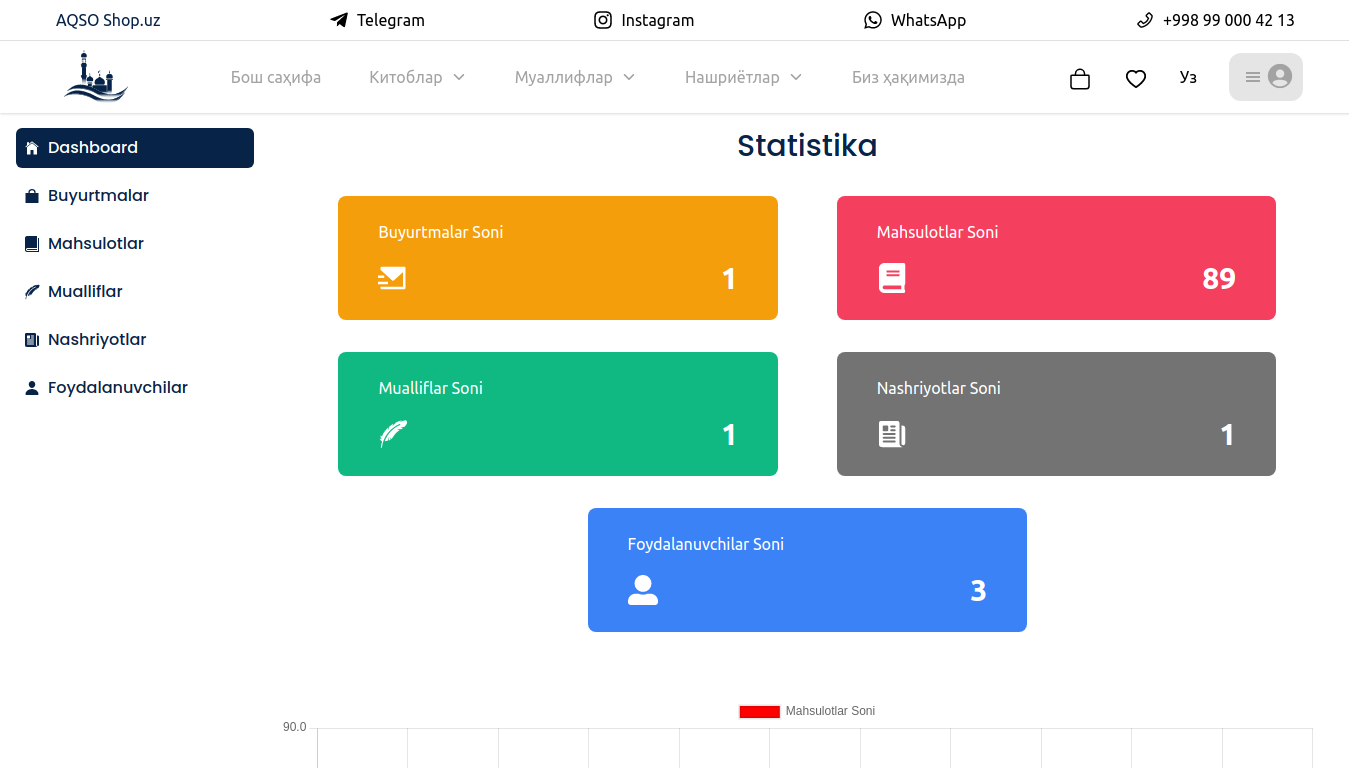 AQSO Shop.uz Telegram Instagram WhatsApp +998 99 000 42 13
Бош саҳифа Китоблар Муаллифлар Нашриётлар Биз ҳақимизда Уз
Dashboard
Buyurtmalar
Mahsulotlar
Mualliflar
Nashriyotlar
Foydalanuvchilar
Statistika
Buyurtmalar Soni
1
Mahsulotlar Soni
89
Mualliflar Soni
1
Nashriyotlar Soni
1
Foydalanuvchilar Soni
3
Mahsulotlar Soni
90.0